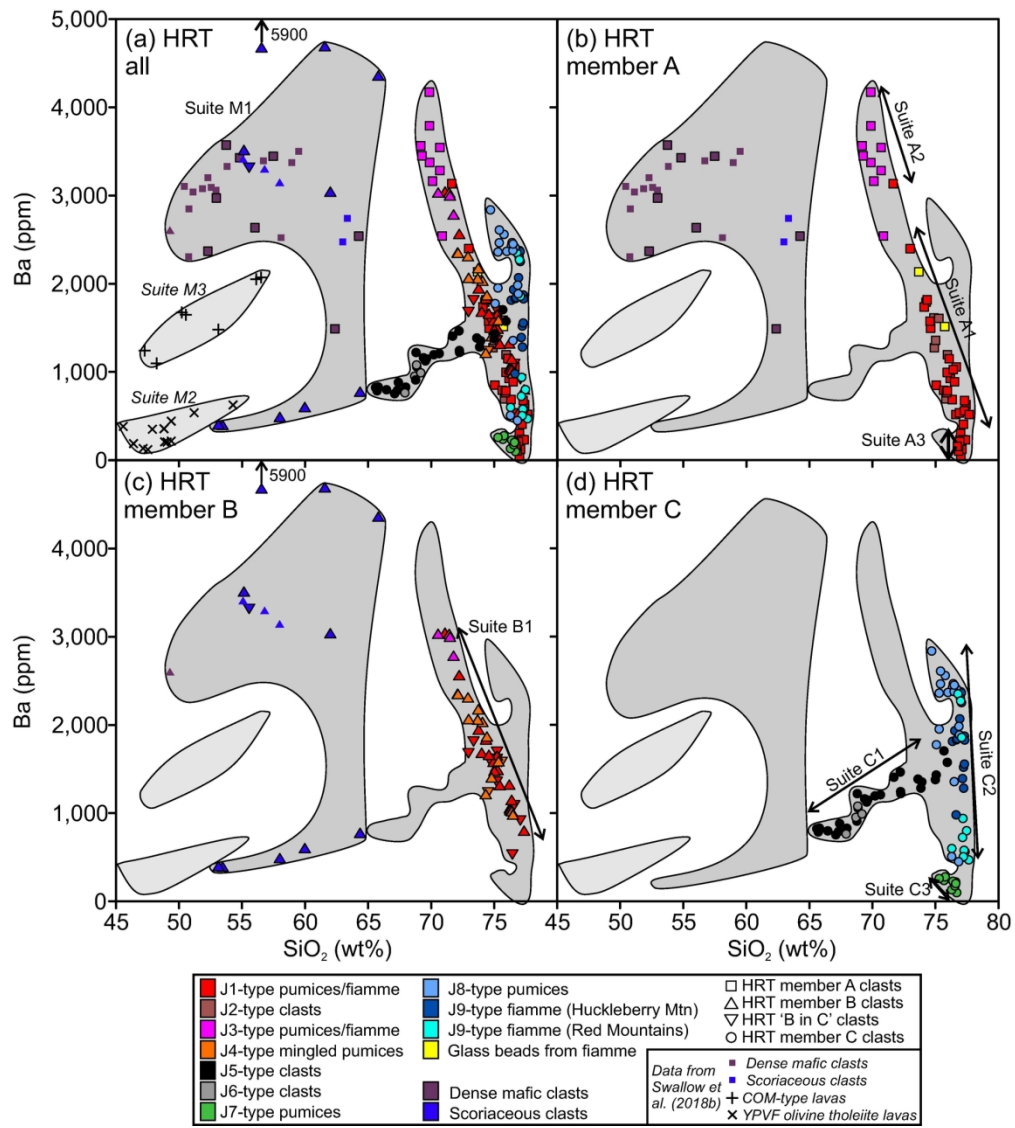 5,000
4,000
3,000
2,000
1,000
0
Ba (ppm)
(a) HRT
all
5900
Suite M1
Suite M3
Suite M2
(b) HRT
member A
Suite A2
Suite A1
Suite A3
5,000
4,000
3,000
2,000
1,000
0
Ba (ppm)
(c) HRT
member B
5900
Suite B1
45 50 55 60 65 70 75
SiO₂ (wt%)
(d) HRT
member C
Suite C1
Suite C2
Suite C3
45 50 55 60 65 70 75 80
SiO₂ (wt%)
J1-type pumices/fiamme
J2-type clasts
J3-type pumices/fiamme
J4-type mingled pumices
J5-type clasts
J6-type clasts
J7-type pumices
J8-type pumices
J9-type fiamme (Huckleberry Mtn)
J9-type fiamme (Red Mountains)
Glass beads from fiamme
Dense mafic clasts
Scoriaceous clasts
HRT member A clasts
HRT member B clasts
HRT 'B in C' clasts
HRT member C clasts
Data from
Swallow et
al. (2018b)
Dense mafic clasts
Scoriaceous clasts
COM-type lavas
YPVF olivine tholeiite lavas